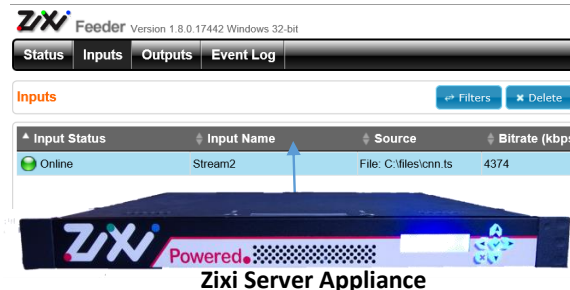 ZiXi Feeder Version 1.8.0.17442 Windows 32-bit
Status Inputs Outputs Event Log
Inputs
Filters Delete
Input Status Input Name Source Bitrate (kbps
Online Stream2 File: C:\files\cnn.ts 4374
ZiXi Powered
Zixi Server Appliance